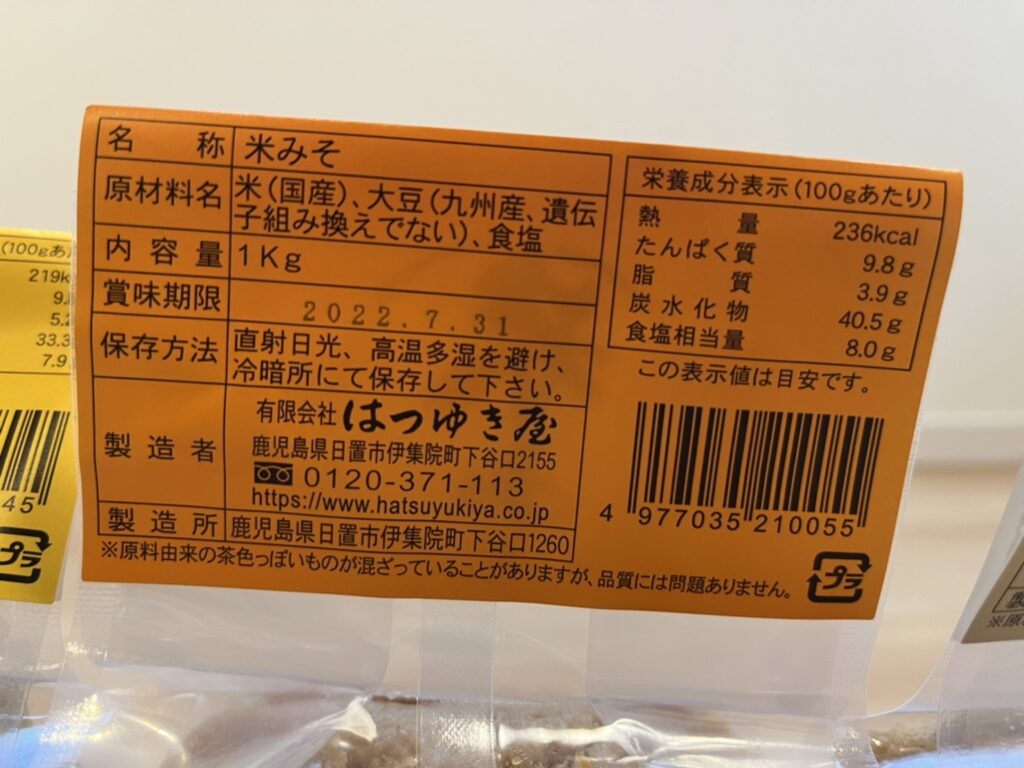 名称 米みそ
原材料名 米(国産)、大豆(九州産、遺伝
子組み換えでない)、食塩
内容量 1Kg
賞味期限 2022.7.31
保存方法 直射日光、高温多湿を避け、
冷暗所にて保存して下さい。
製造者 有限会社 はつゆき屋
鹿児島県日置市伊集院町下谷口2155
0120-371-113
https://www.hatsuyukiya.co.jp
製造所 鹿児島県日置市伊集院町下谷口1260
※原料由来の茶色っぽいものが混ざっていることがありますが、品質には問題ありません。
栄養成分表示(100gあたり)
熱量 236kcal
たんぱく質 9.8g
脂質 3.9g
炭水化物 40.5g
食塩相当量 8.0g
この表示値は目安です。
4 977035 210055
プラ
(100gあ
219k
9.
5.2
33.3
7.9
45
プラ
製
※原